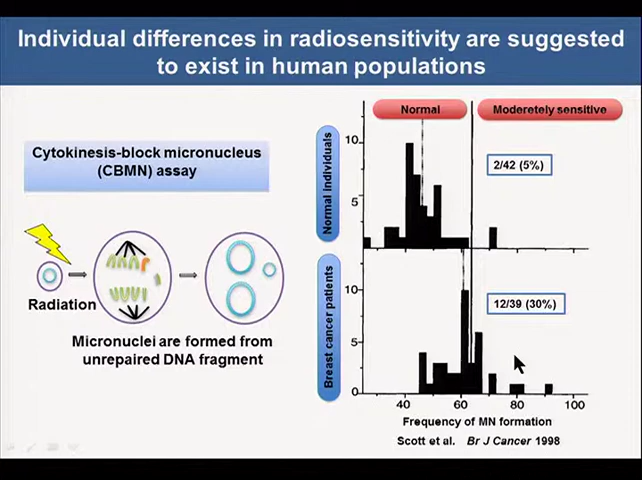 Individual differences in radiosensitivity are suggested
to exist in human populations
Cytokinesis-block micronucleus
(CBMN) assay
Radiation
Micronuclei are formed from
unrepaired DNA fragment
Normal
Moderetely sensitive
Normal individuals
10
5
2/42 (5%)
Breast cancer patients
10
5
0
12/39 (30%)
40 60 80 100
Frequency of MN formation
Scott et al. Br J Cancer 1998